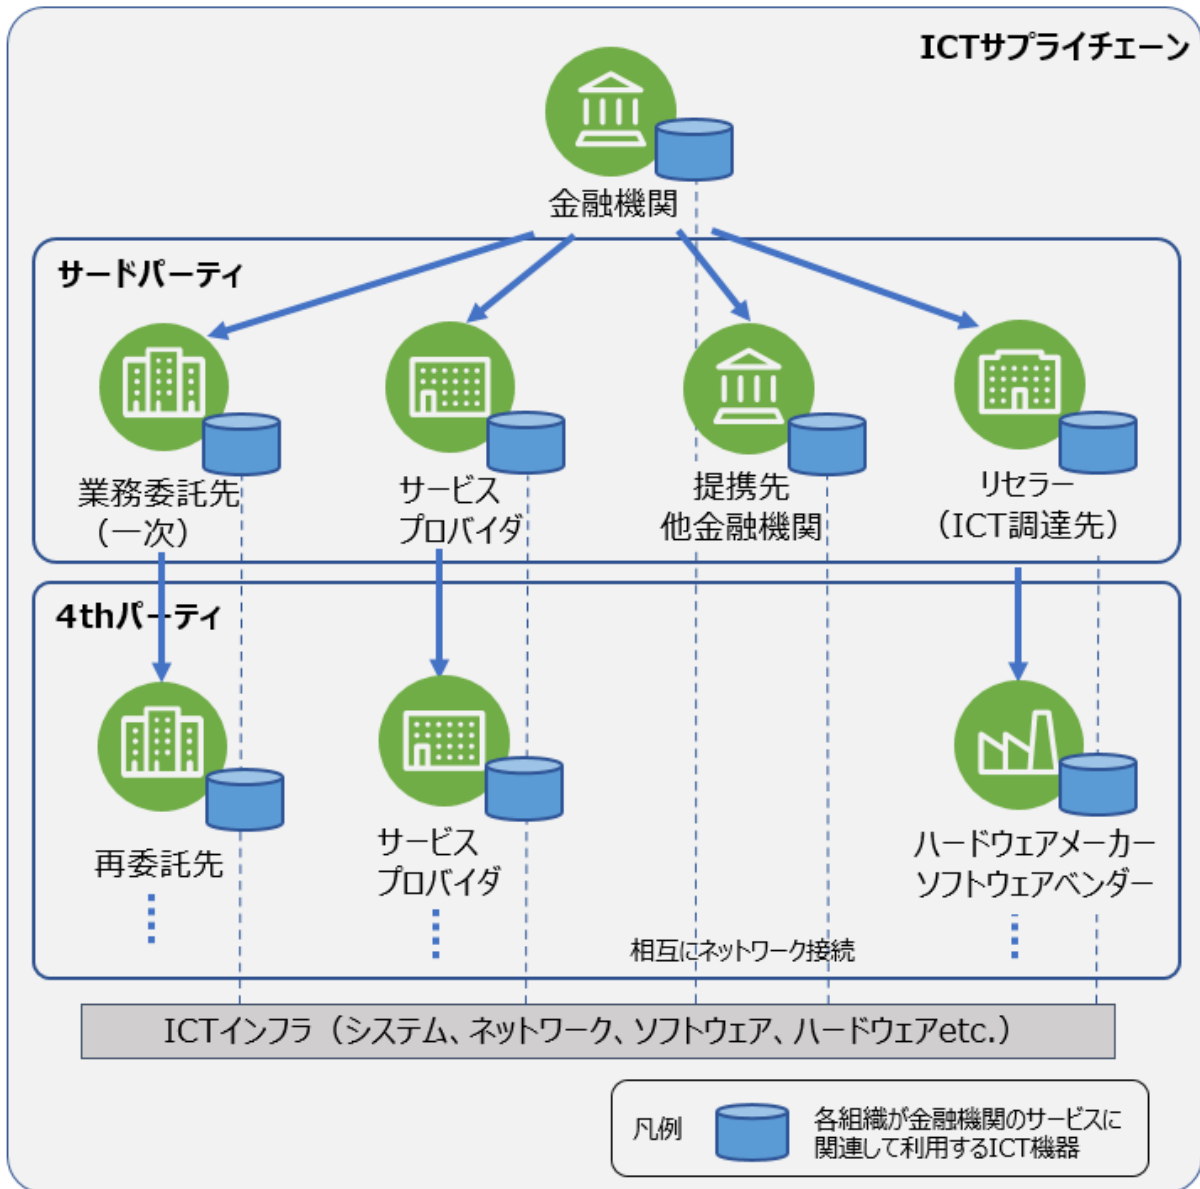 ICTサプライチェーン
金融機関
サードパーティ
業務委託先
（一次）
サービス
プロバイダ
提携先
他金融機関
リセラー
（ICT調達先）
4thパーティ
再委託先
サービス
プロバイダ
ハードウェアメーカー
ソフトウェアベンダー
相互にネットワーク接続
ICTインフラ（システム、ネットワーク、ソフトウェア、ハードウェアetc.）
凡例
各組織が金融機関のサービスに
関連して利用するICT機器